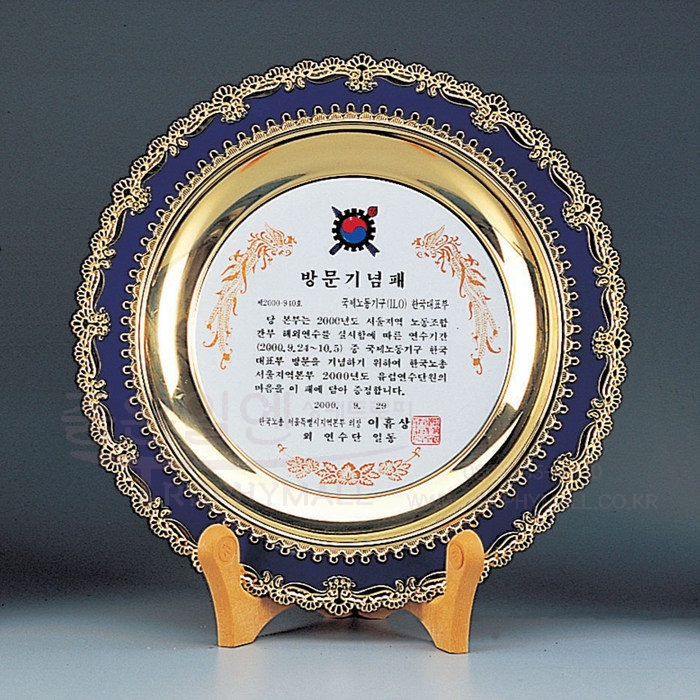 방문기념패
제2000-940호 국제노동기구(ILO) 한국대표부
당 본부는 2000년도 서울지역 노동조합
간부 해외연수를 실시함에 따른 연수기간
(2000.9.24~10.5) 중 국제노동기구 한국
대표부 방문을 기념하기 위하여 한국노총
서울지역본부 2000년도 유럽연수단원의
마음을 이 패에 담아 증정합니다.
2000. 9. 29
한국노총 서울특별시지역본부 의장 이휴상
외 연수단 일동